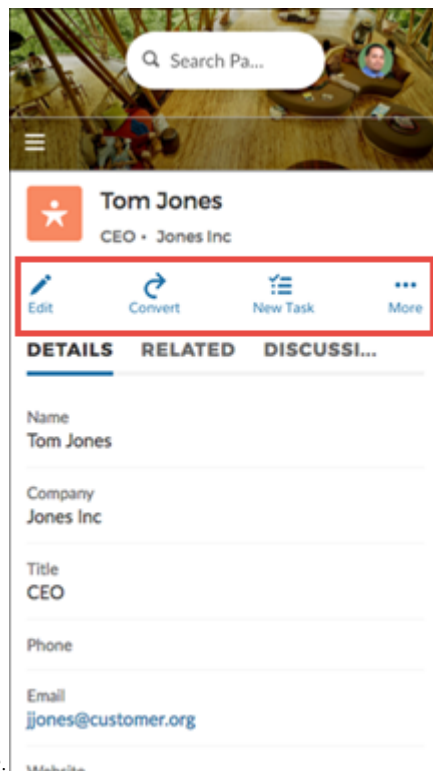 Search Pa...
Tom Jones
CEO • Jones Inc
Edit Convert New Task More
DETAILS RELATED DISCUSSI...
Name
Tom Jones
Company
Jones Inc
Title
CEO
Phone
Email
jjones@customer.org
Website
.